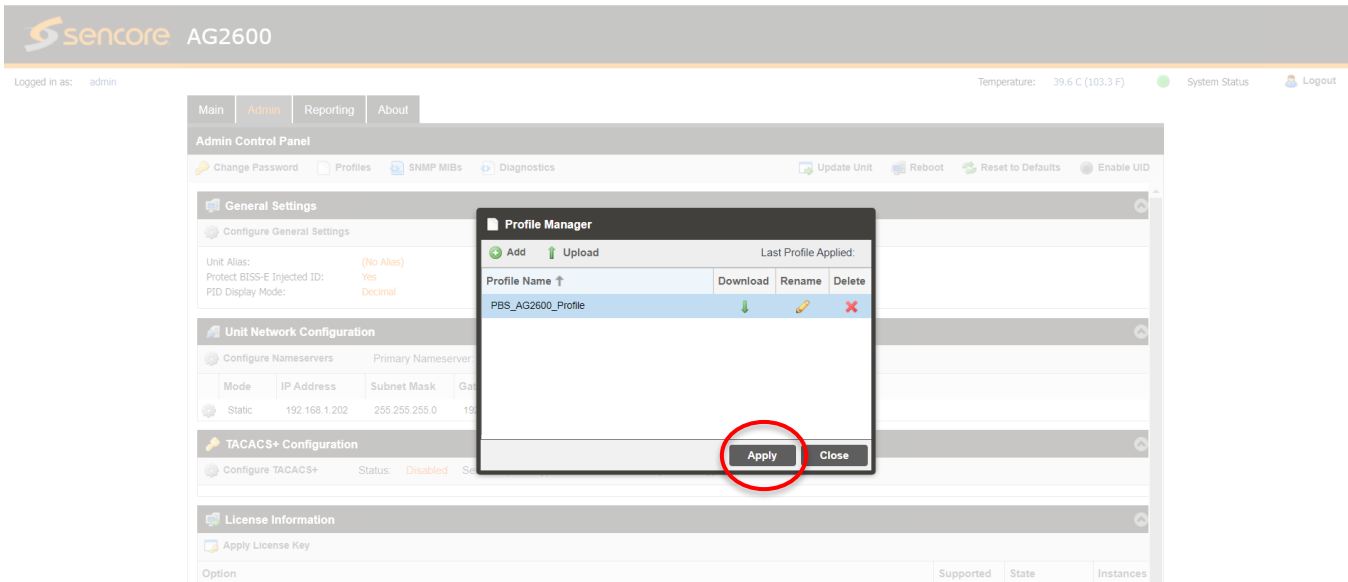 sencore AG2600
Logged in as: admin Temperature: 39.6 C (103.3 F) System Status Logout
Main Admin Reporting About
Admin Control Panel
Change Password Profiles SNMP MIBs Diagnostics Update Unit Reboot Reset to Defaults Enable UID
General Settings
Configure General Settings
Unit Alias: (No Alias)
Protect BISS-E Injected ID: Yes
PID Display Mode: Decimal
Profile Manager
Add Upload Last Profile Applied:
Profile Name Download Rename Delete
PBS_AG2600_Profile
Apply Close
Unit Network Configuration
Configure Nameservers Primary Nameserver:
Mode IP Address Subnet Mask
Static 192.168.1.202 255.255.255.0
TACACS+ Configuration
Configure TACACS+ Status: Disabled
License Information
Apply License Key
Option Supported State Instances